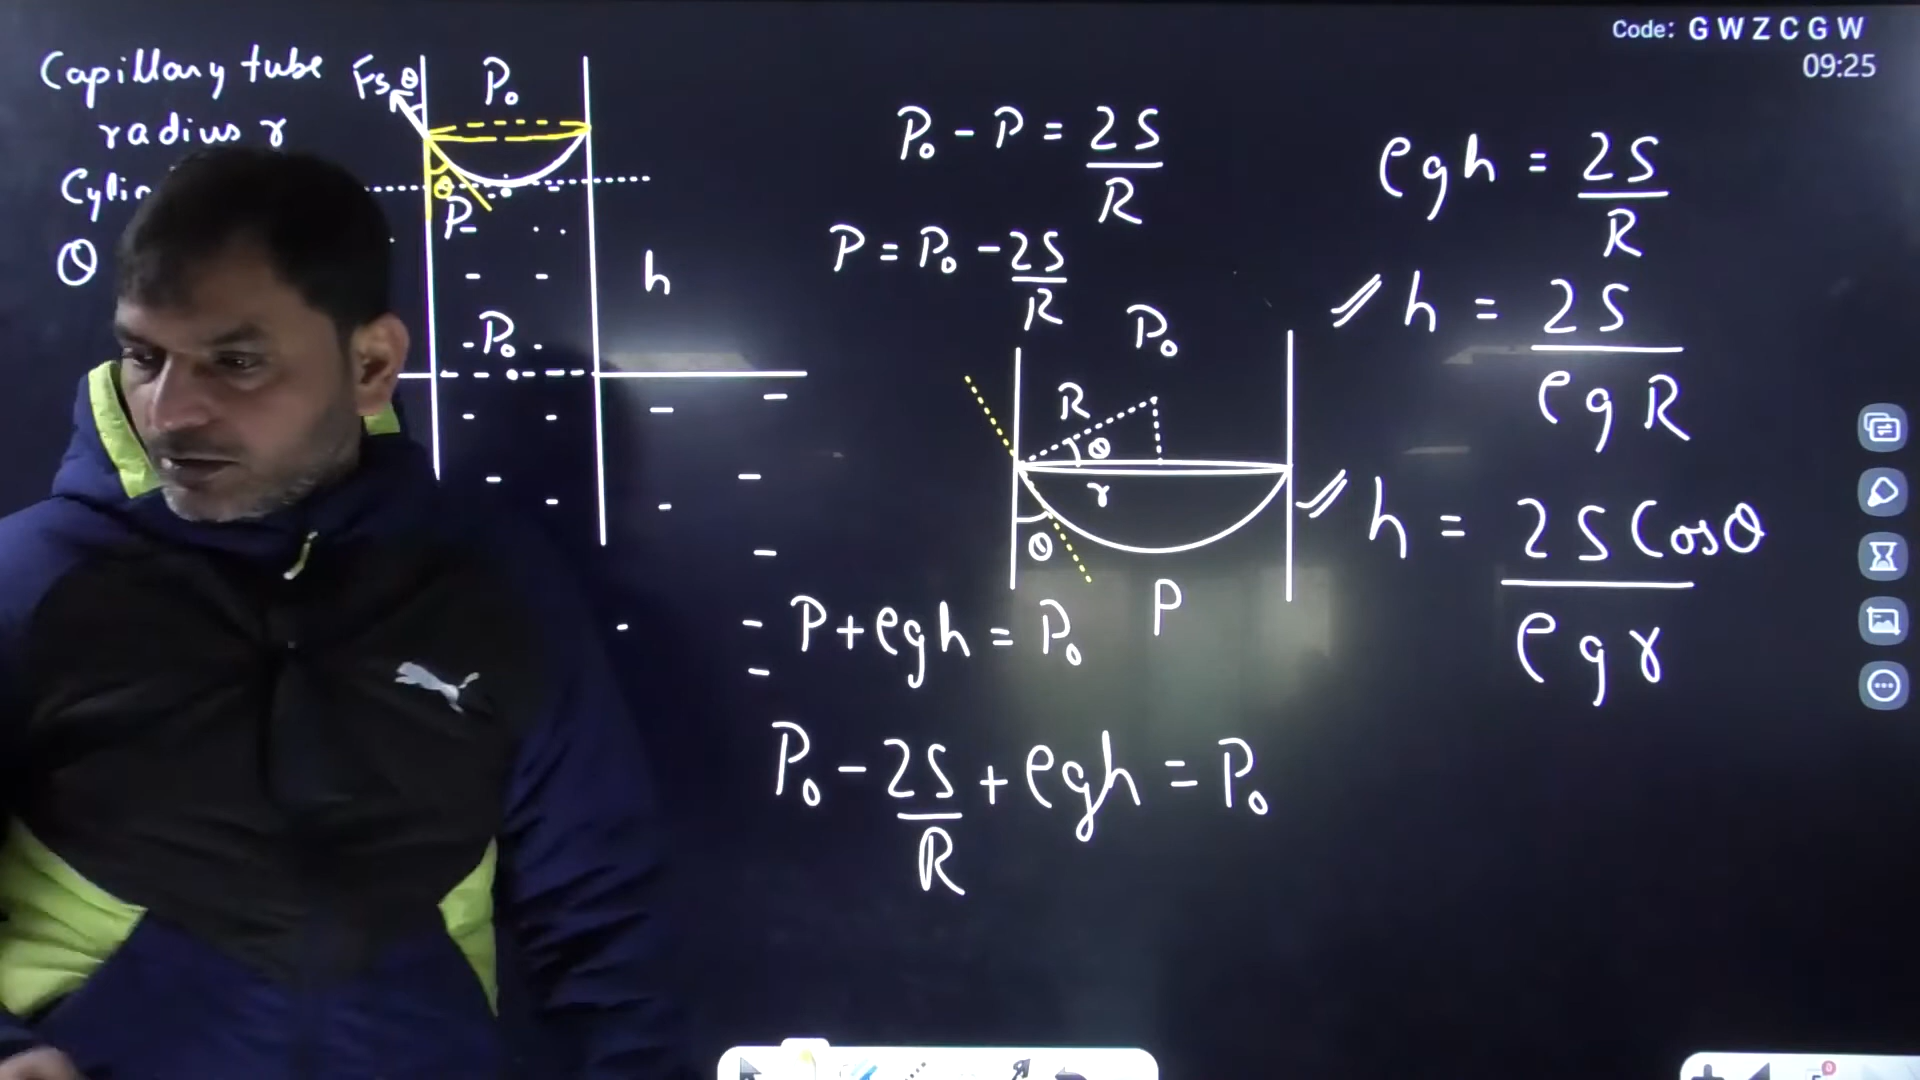 Code: GWZCGW
09:25
Capillary tube
radius r
θ
Fs θ
P₀
θ
P
h
P₀
P₀ - P = 2S/R
P = P₀ - 2S/R
P₀
R
θ
r
θ
P
P + ρgh = P₀
P₀ - 2S/R + ρgh = P₀
ρgh = 2S/R
h = 2S/ρgR
h = 2S Cosθ/ρgr